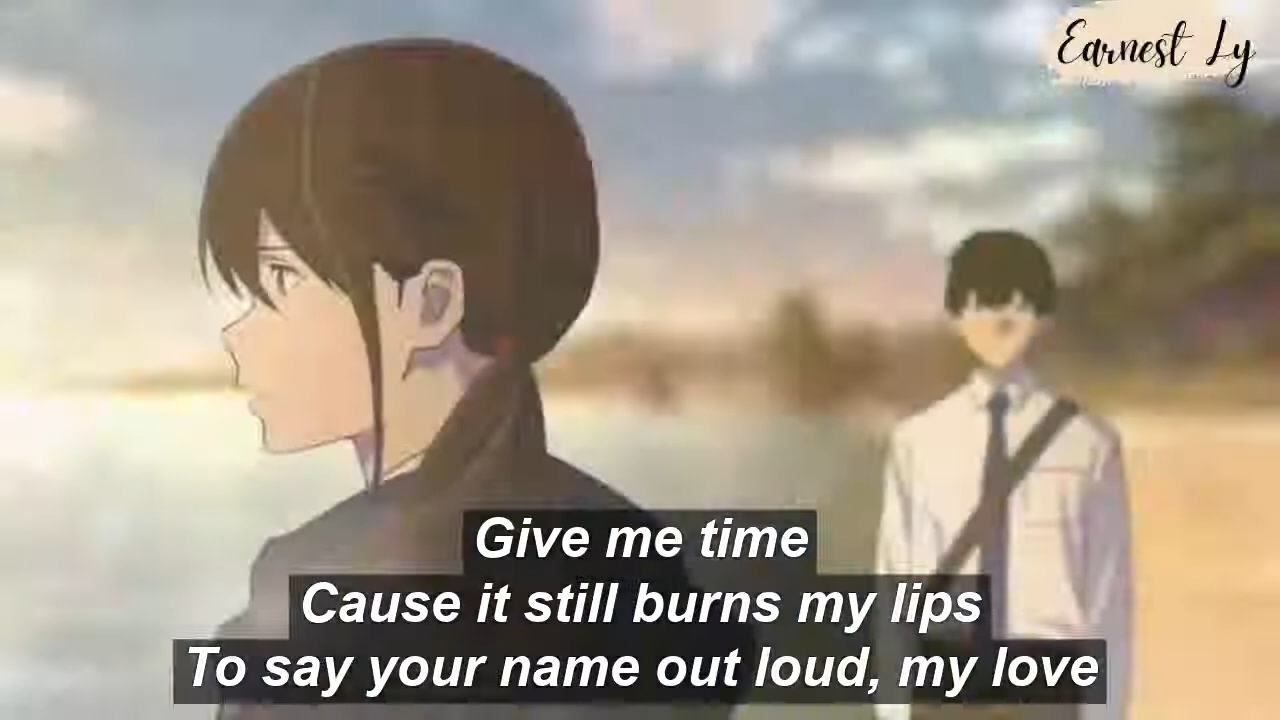 Earnest Ly
Give me time
Cause it still burns my lips
To say your name out loud, my love